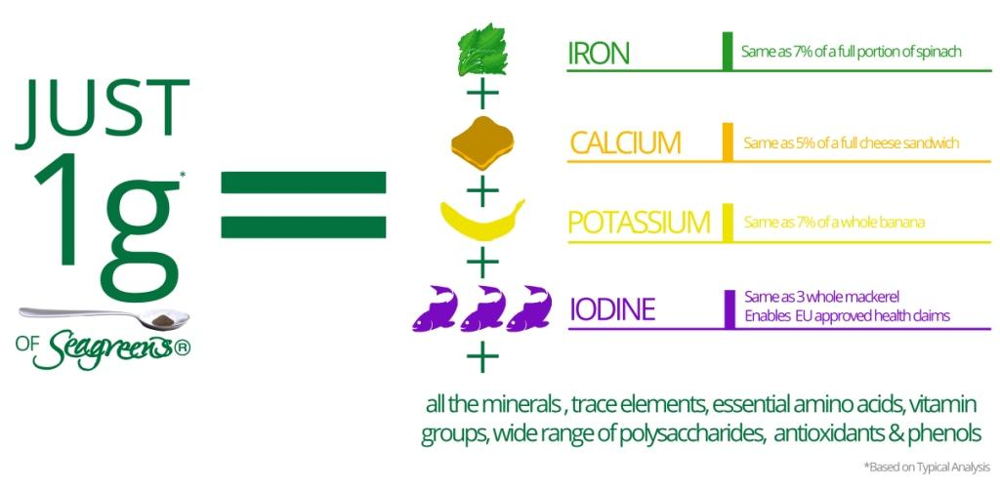 JUST
1g*
OF Seagreens®
=
+
IRON
Same as 7% of a full portion of spinach
+
CALCIUM
Same as 5% of a full cheese sandwich
+
POTASSIUM
Same as 7% of a whole banana
+
IODINE
Same as 3 whole mackerel
Enables EU approved health claims
+
all the minerals , trace elements, essential amino acids, vitamin
groups, wide range of polysaccharides, antioxidants & phenols
*Based on Typical Analysis